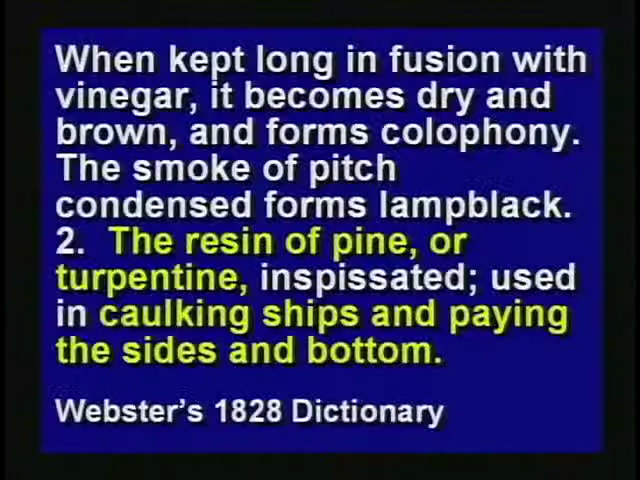 When kept long in fusion with
vinegar, it becomes dry and
brown, and forms colophony.
The smoke of pitch
condensed forms lampblack.
2.  The resin of pine, or
turpentine, inspissated; used
in caulking ships and paying
the sides and bottom.
Webster's 1828 Dictionary